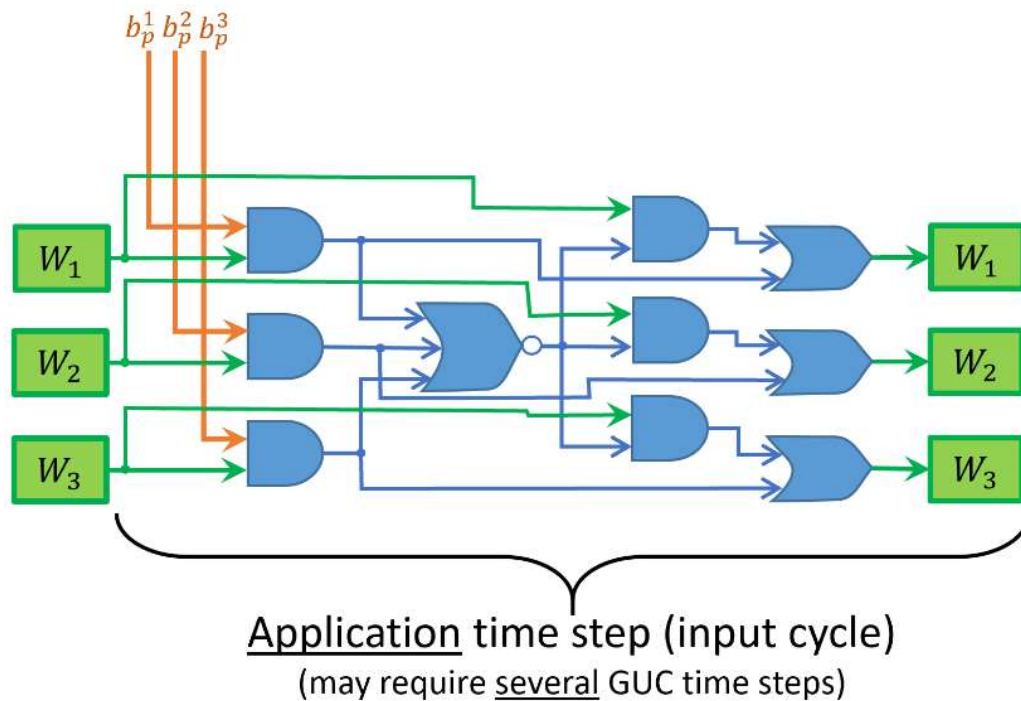 $b_p^1$ $b_p^2$ $b_p^3$
$W_1$ $W_1$
$W_2$ $W_2$
$W_3$ $W_3$
Application time step (input cycle)
(may require several GUC time steps)